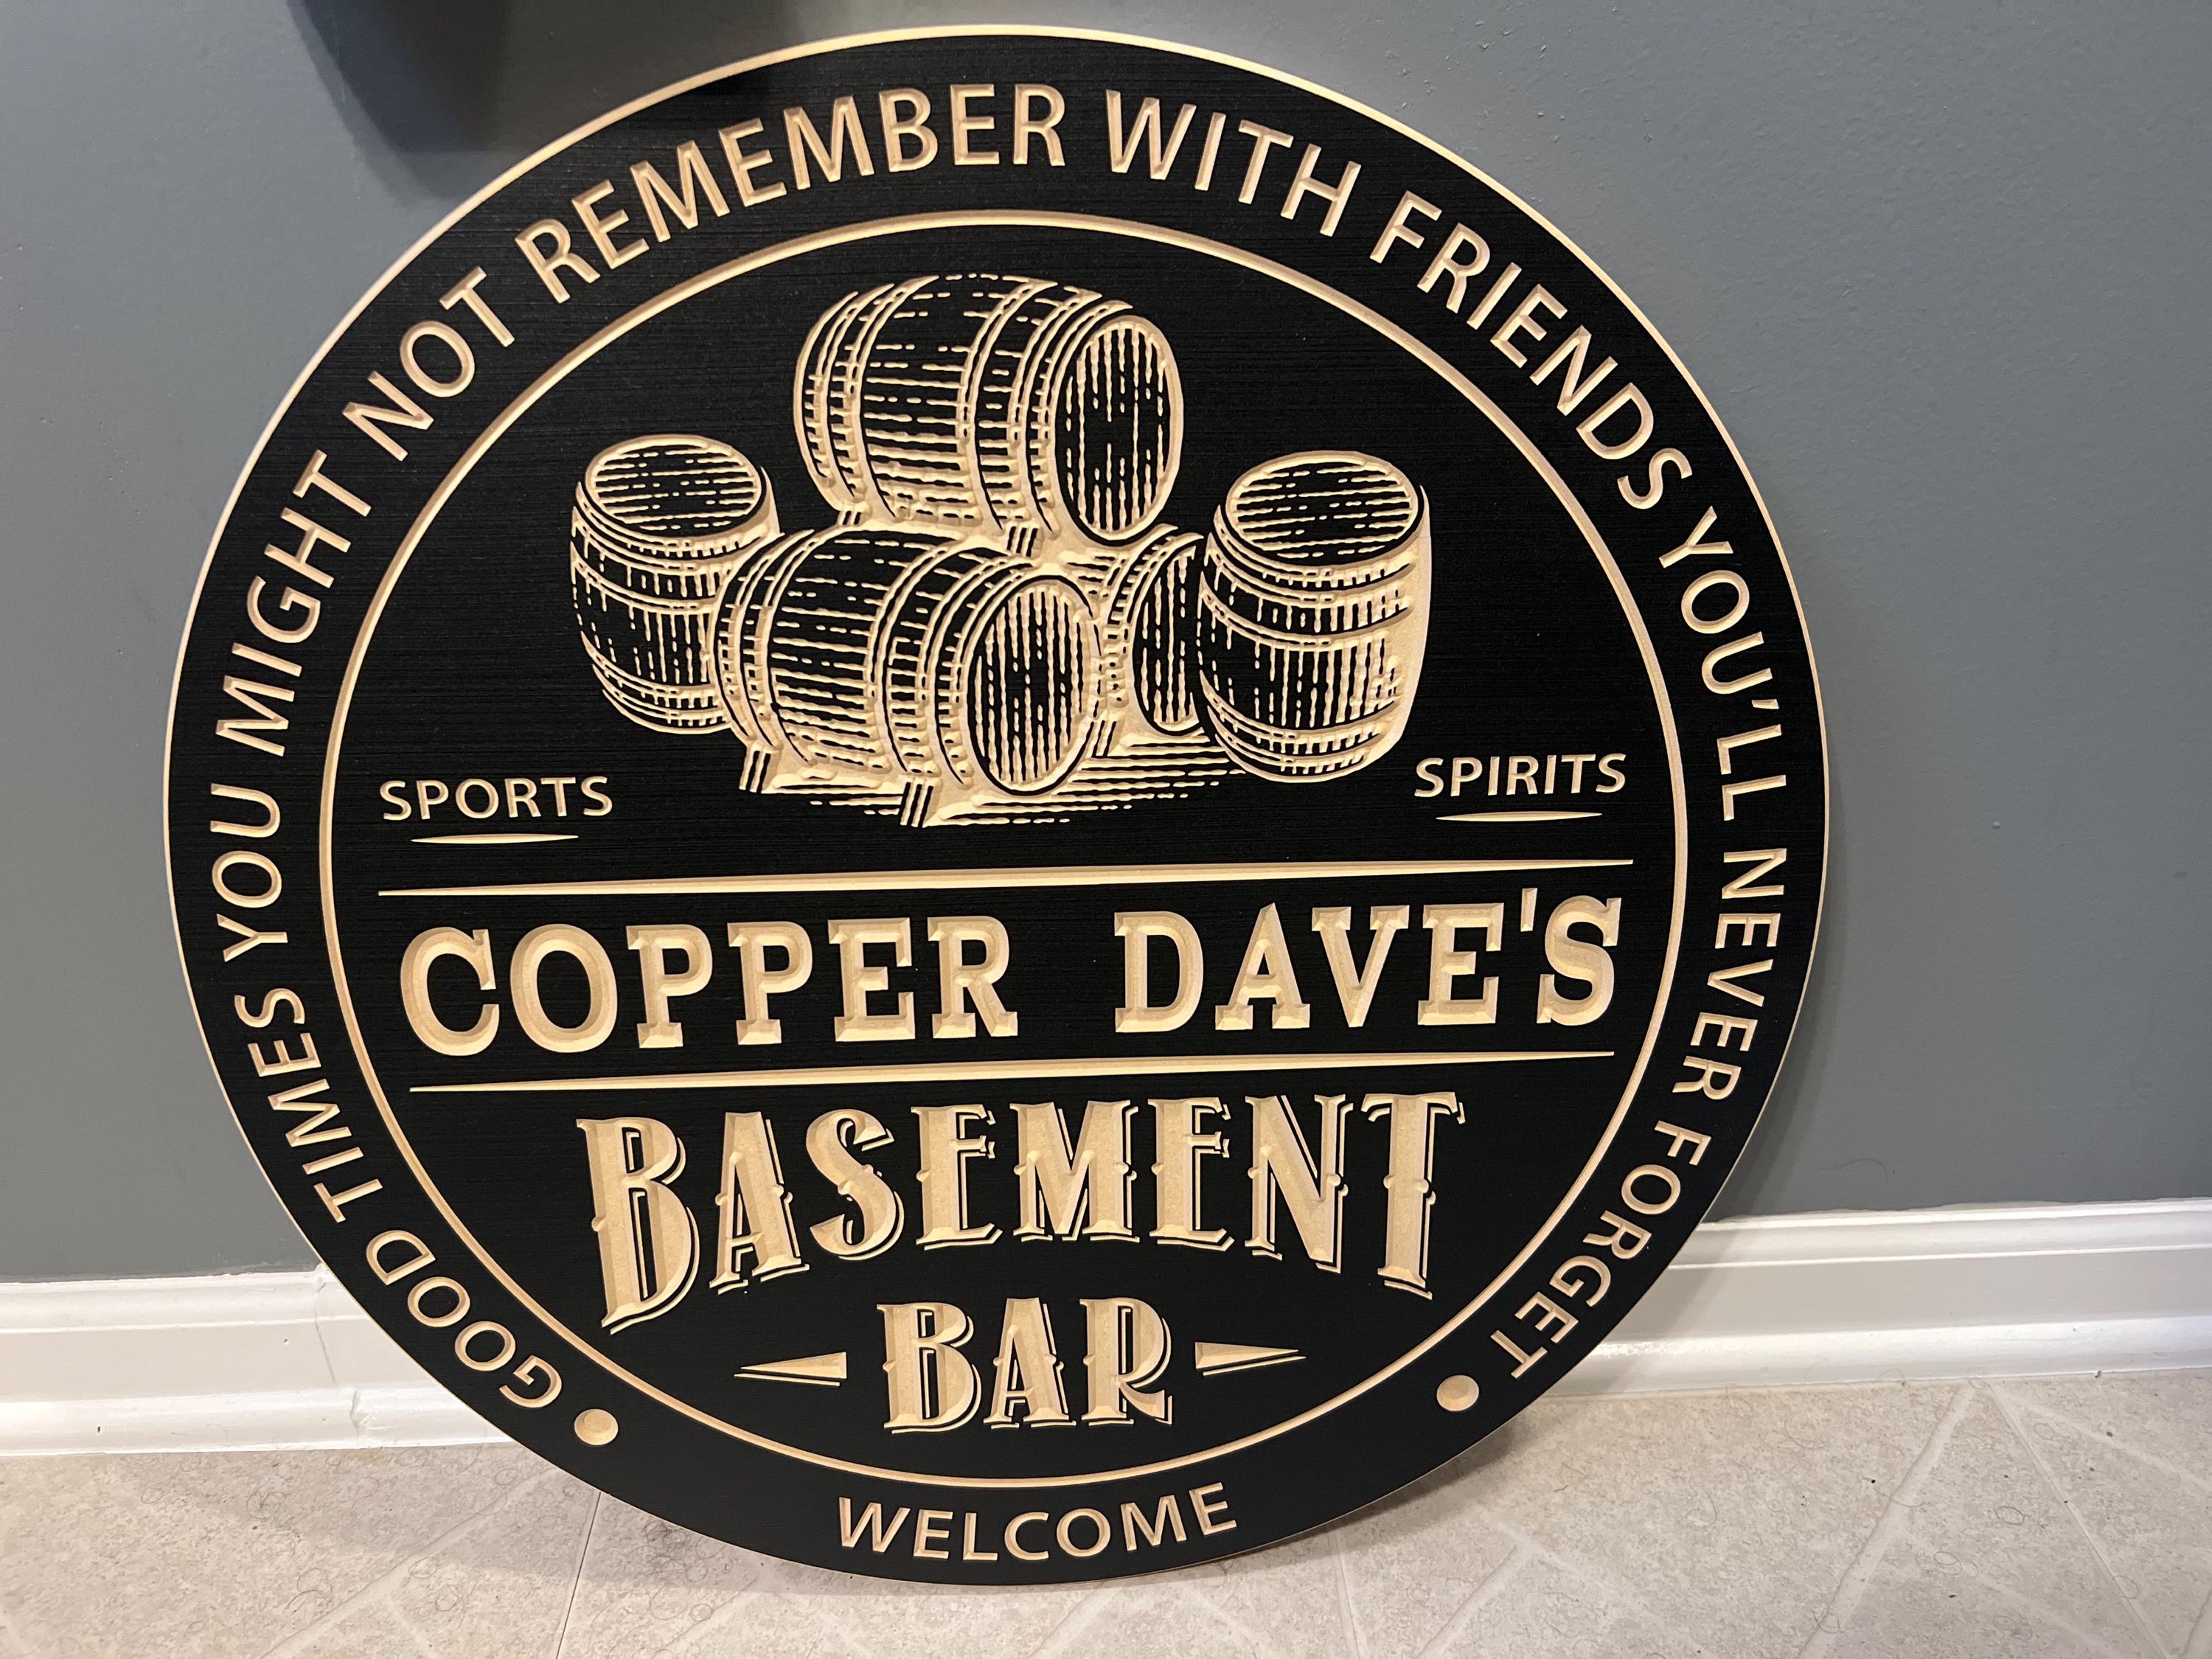 GOOD TIMES YOU MIGHT NOT REMEMBER WITH FRIENDS YOU'LL NEVER FORGET
SPORTS
SPIRITS
COPPER DAVE'S
BASEMENT
BAR
WELCOME